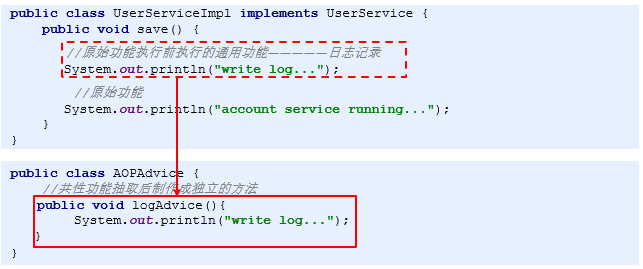 public class UserServiceImpl implements UserService {
public void save() {
//原始功能执行前执行的通用功能——————日志记录
System.out.println("write log...");
//原始功能
System.out.println("account service running...");
}
}
public class AOPAdvice {
//共性功能抽取后制作成独立的方法
public void logAdvice(){
System.out.println("write log...");
}
}